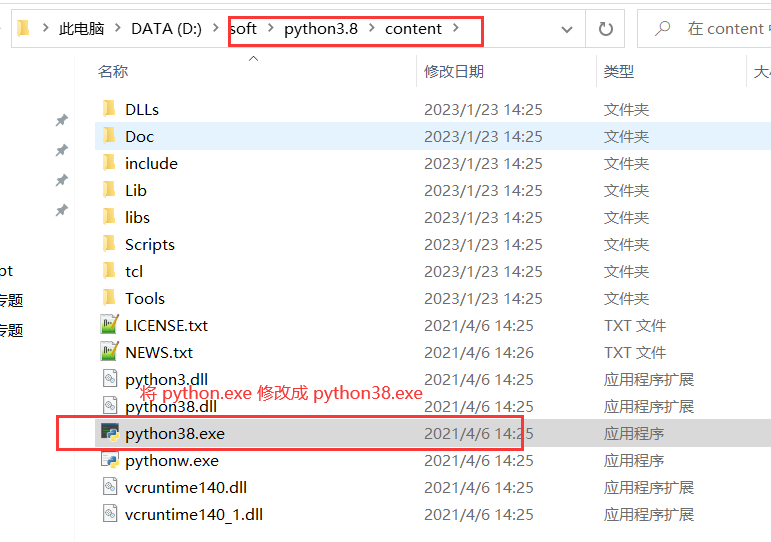 此电脑 DATA (D:) soft python3.8 content 在 content
名称 修改日期 类型 大
DLLs 2023/1/23 14:25 文件夹
Doc 2023/1/23 14:25 文件夹
include 2023/1/23 14:25 文件夹
Lib 2023/1/23 14:25 文件夹
libs 2023/1/23 14:25 文件夹
Scripts 2023/1/23 14:25 文件夹
pt tcl 2023/1/23 14:25 文件夹
专题 Tools 2023/1/23 14:25 文件夹
专题 LICENSE.txt 2021/4/6 14:25 TXT 文件
NEWS.txt 2021/4/6 14:26 TXT 文件
python3.dll 2021/4/6 14:25 应用程序扩展
将 python.exe 修改成 python38.exe
python38.dll 2021/4/6 14:25 应用程序扩展
python38.exe 2021/4/6 14:25 应用程序
pythonw.exe 2021/4/6 14:25 应用程序
vcruntime140.dll 2021/4/6 14:25 应用程序扩展
vcruntime140_1.dll 2021/4/6 14:25 应用程序扩展